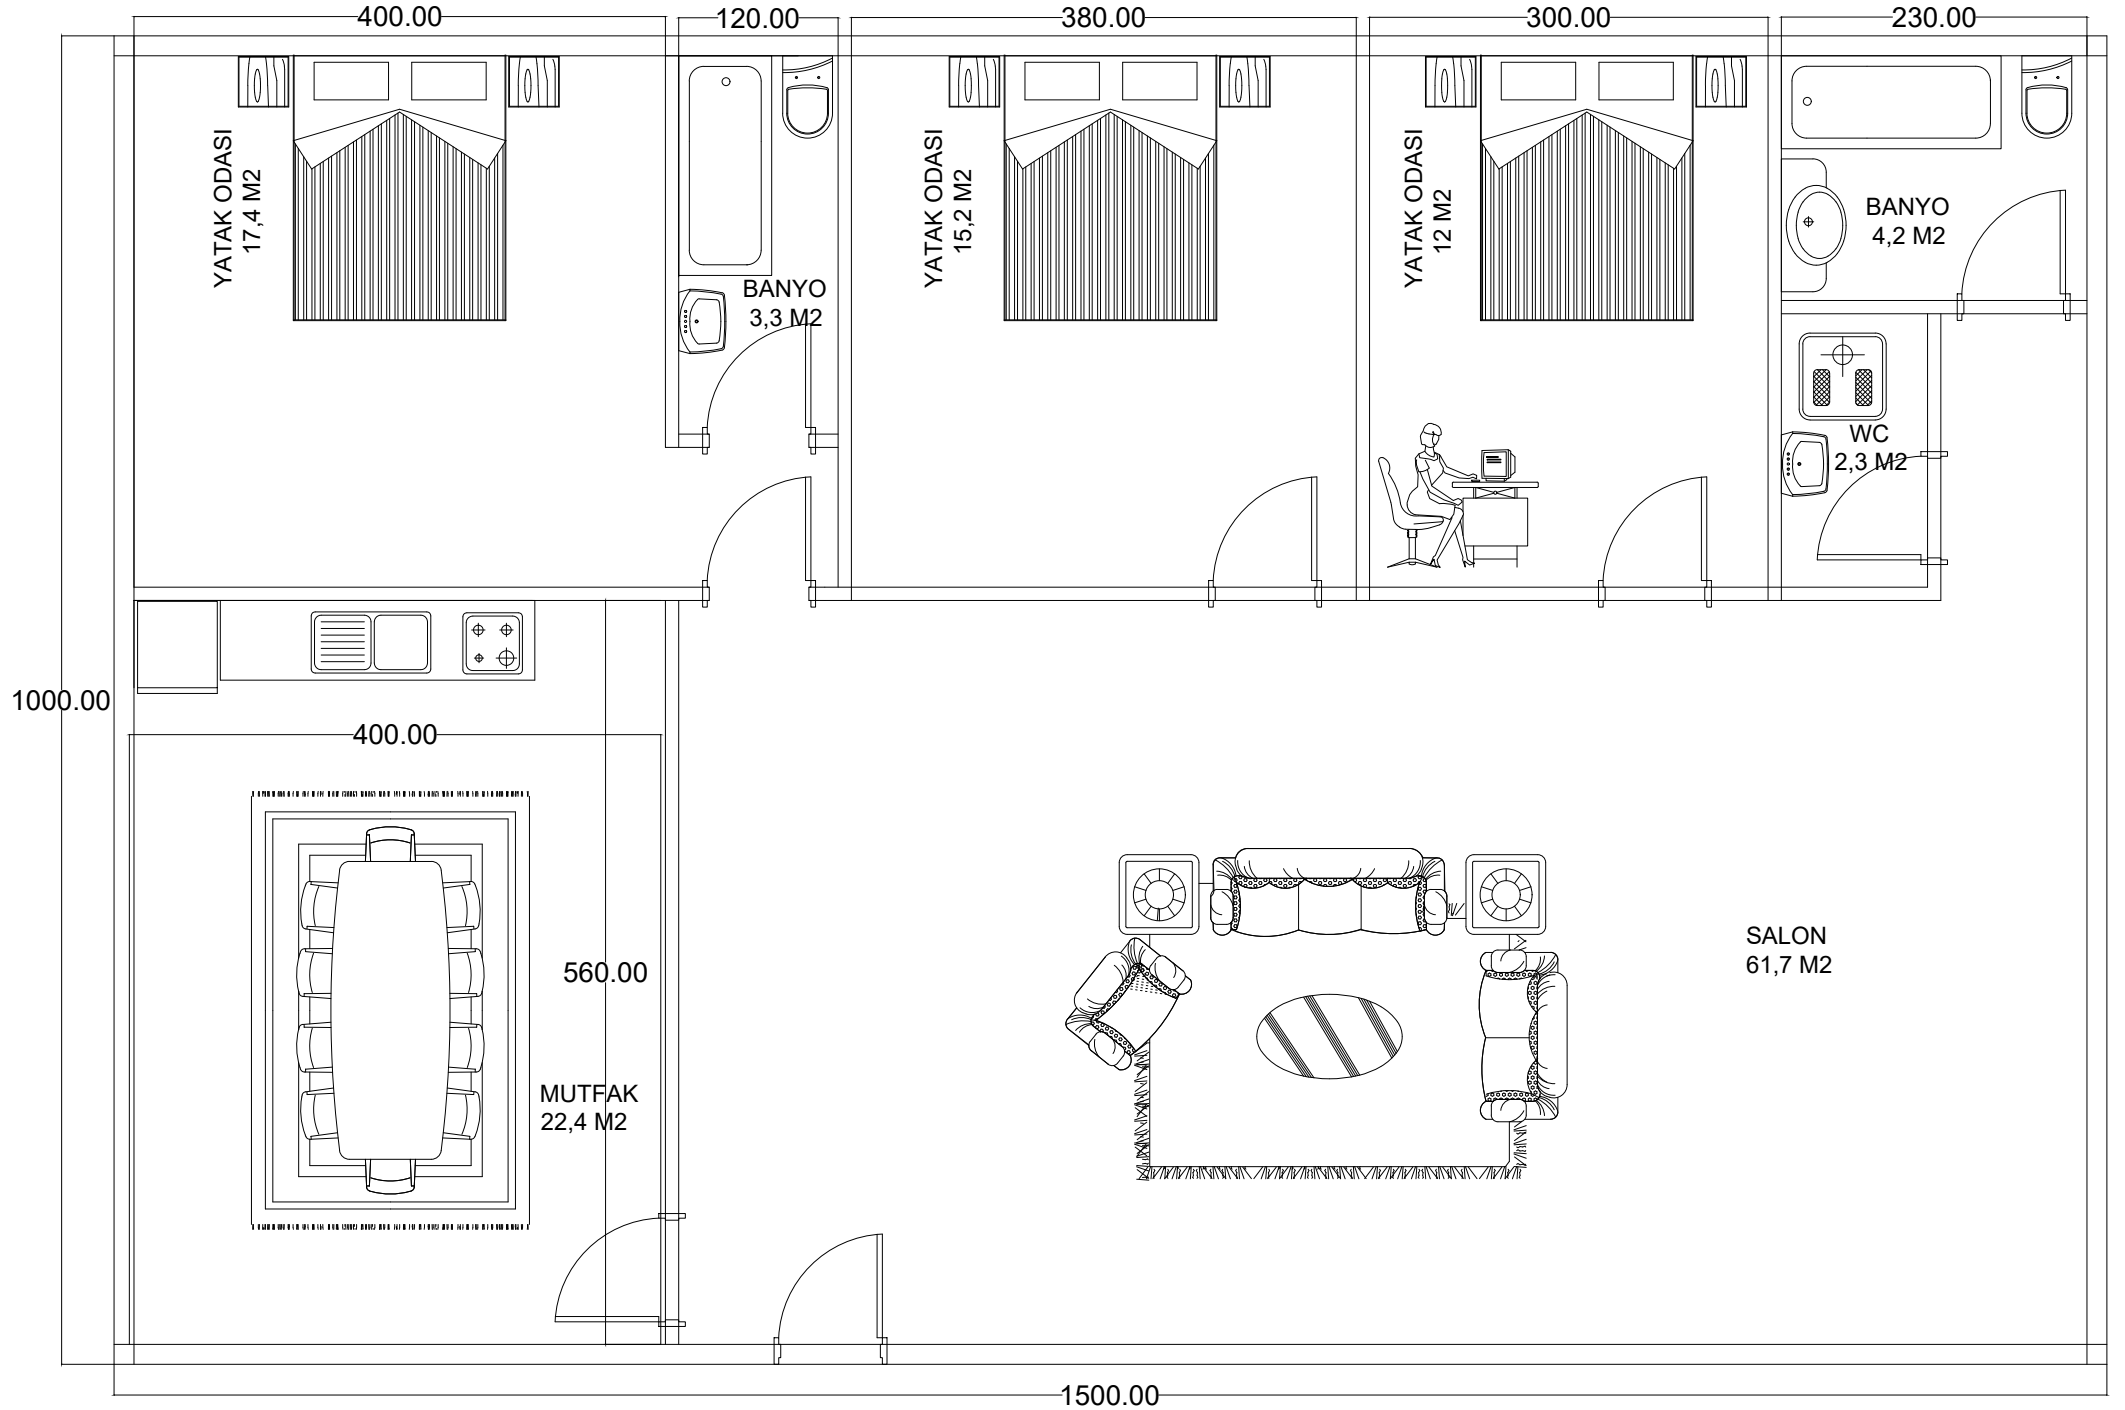 400.00
120.00
380.00
300.00
230.00
YATAK ODASI
17,4 M2
BANYO
3,3 M2
YATAK ODASI
15,2 M2
YATAK ODASI
12 M2
BANYO
4,2 M2
WC
2,3 M2
1000.00
400.00
560.00
MUTFAK
22,4 M2
SALON
61,7 M2
1500.00